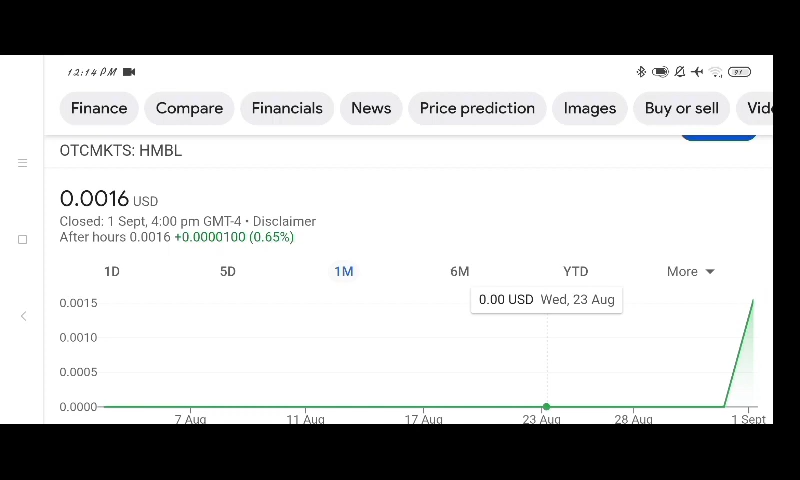 12:14 PM
97
Finance Compare Financials News Price prediction Images Buy or sell
OTCMKTS: HMBL
0.0016 USD
Closed: 1 Sept, 4:00 pm GMT-4 • Disclaimer
After hours 0.0016 +0.0000100 (0.65%)
1D 5D 1M 6M YTD More
0.00 USD Wed, 23 Aug
0.0015
0.0010
0.0005
0.0000
7 Aug 11 Aug 17 Aug 23 Aug 28 Aug 1 Sept